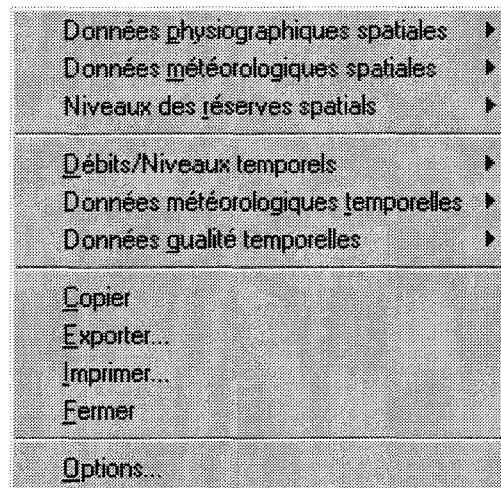 Données physiographiques spatiales
Données météorologiques spatiales
Niveaux des réserves spatials
Débits/Niveaux temporels
Données météorologiques temporelles
Données qualité temporelles
Copier
Exporter...
Imprimer...
Fermer
Options...